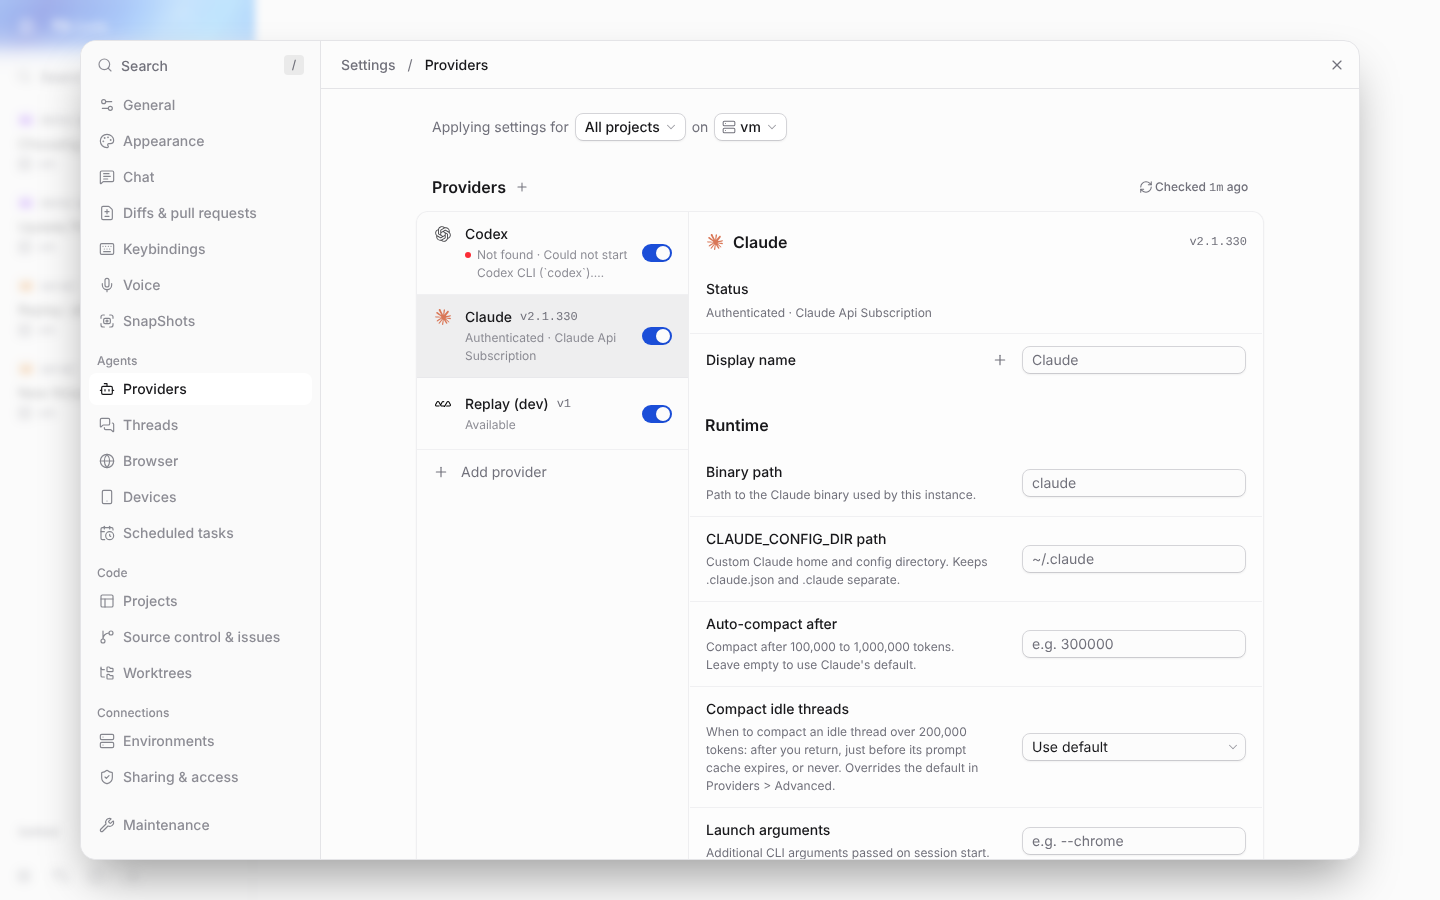 Search
/
General
Appearance
Chat
Diffs & pull requests
Keybindings
Voice
SnapShots
Agents
Providers
Threads
Browser
Devices
Scheduled tasks
Code
Projects
Source control & issues
Worktrees
Connections
Environments
Sharing & access
Maintenance
Settings / Providers
Applying settings for All projects on vm
Providers
Checked 1m ago
Codex
Not found · Could not start
Codex CLI (`codex`)....
Claude v2.1.330
Authenticated · Claude Api
Subscription
Replay (dev) v1
Available
Add provider
Claude v2.1.330
Status
Authenticated · Claude Api Subscription
Display name
Claude
Runtime
Binary path
Path to the Claude binary used by this instance.
claude
CLAUDE_CONFIG_DIR path
Custom Claude home and config directory. Keeps
.claude.json and .claude separate.
~/.claude
Auto-compact after
Compact after 100,000 to 1,000,000 tokens.
Leave empty to use Claude's default.
e.g. 300000
Compact idle threads
When to compact an idle thread over 200,000
tokens: after you return, just before its prompt
cache expires, or never. Overrides the default in
Providers > Advanced.
Use default
Launch arguments
Additional CLI arguments passed on session start.
e.g. --chrome